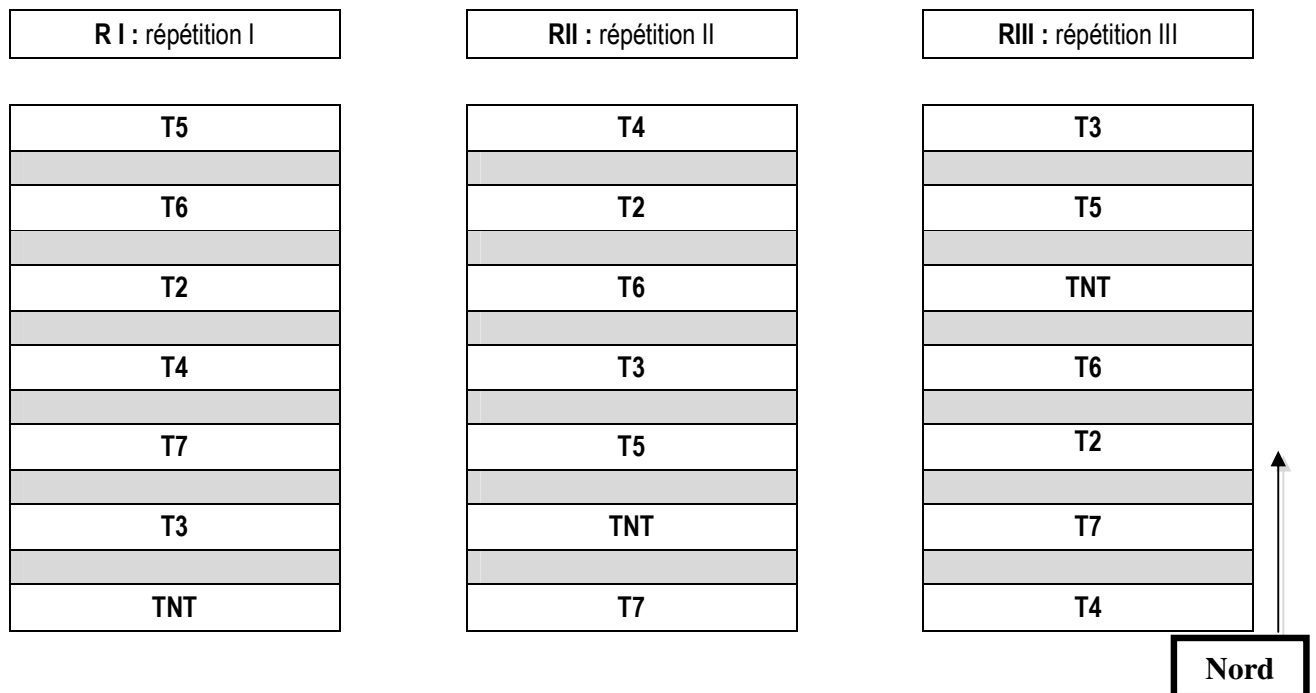 R I : répétition I
RII : répétition II
RIII : répétition III
T5
T4
T3
T6
T2
T5
T2
T6
TNT
T4
T3
T6
T7
T5
T2
T3
TNT
T7
TNT
T7
T4
Nord